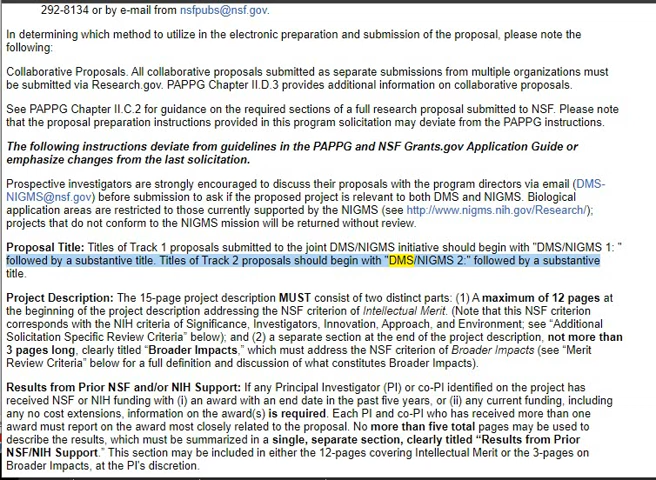 292-8134 or by e-mail from nsfpubs@nsf.gov.
In determining which method to utilize in the electronic preparation and submission of the proposal, please note the
following:
Collaborative Proposals. All collaborative proposals submitted as separate submissions from multiple organizations must
be submitted via Research.gov. PAPPG Chapter II.D.3 provides additional information on collaborative proposals.
See PAPPG Chapter II.C.2 for guidance on the required sections of a full research proposal submitted to NSF. Please note
that the proposal preparation instructions provided in this program solicitation may deviate from the PAPPG instructions.
The following instructions deviate from guidelines in the PAPPG and NSF Grants.gov Application Guide or
emphasize changes from the last solicitation.
Prospective investigators are strongly encouraged to discuss their proposals with the program directors via email (DMS-
NIGMS@nsf.gov) before submission to ask if the proposed project is relevant to both DMS and NIGMS. Biological
application areas are restricted to those currently supported by the NIGMS (see http://www.nigms.nih.gov/Research/);
projects that do not conform to the NIGMS mission will be returned without review.
Proposal Title: Titles of Track 1 proposals submitted to the joint DMS/NIGMS initiative should begin with "DMS/NIGMS 1: "
followed by a substantive title. Titles of Track 2 proposals should begin with "DMS/NIGMS 2:" followed by a substantive
title.
Project Description: The 15-page project description MUST consist of two distinct parts: (1) A maximum of 12 pages at
the beginning of the project description addressing the NSF criterion of Intellectual Merit. (Note that this NSF criterion
corresponds with the NIH criteria of Significance, Investigators, Innovation, Approach, and Environment; see "Additional
Solicitation Specific Review Criteria" below); and (2) a separate section at the end of the project description, not more than
3 pages long, clearly titled "Broader Impacts," which must address the NSF criterion of Broader Impacts (see "Merit
Review Criteria" below for a full definition and discussion of what constitutes Broader Impacts).
Results from Prior NSF and/or NIH Support: If any Principal Investigator (PI) or co-PI identified on the project has
received NSF or NIH funding with (i) an award with an end date in the past five years, or (ii) any current funding, including
any no cost extensions, information on the award(s) is required. Each PI and co-PI who has received more than one
award must report on the award most closely related to the proposal. No more than five total pages may be used to
describe the results, which must be summarized in a single, separate section, clearly titled "Results from Prior
NSF/NIH Support." This section may be included in either the 12-pages covering Intellectual Merit or the 3-pages on
Broader Impacts, at the PI's discretion.